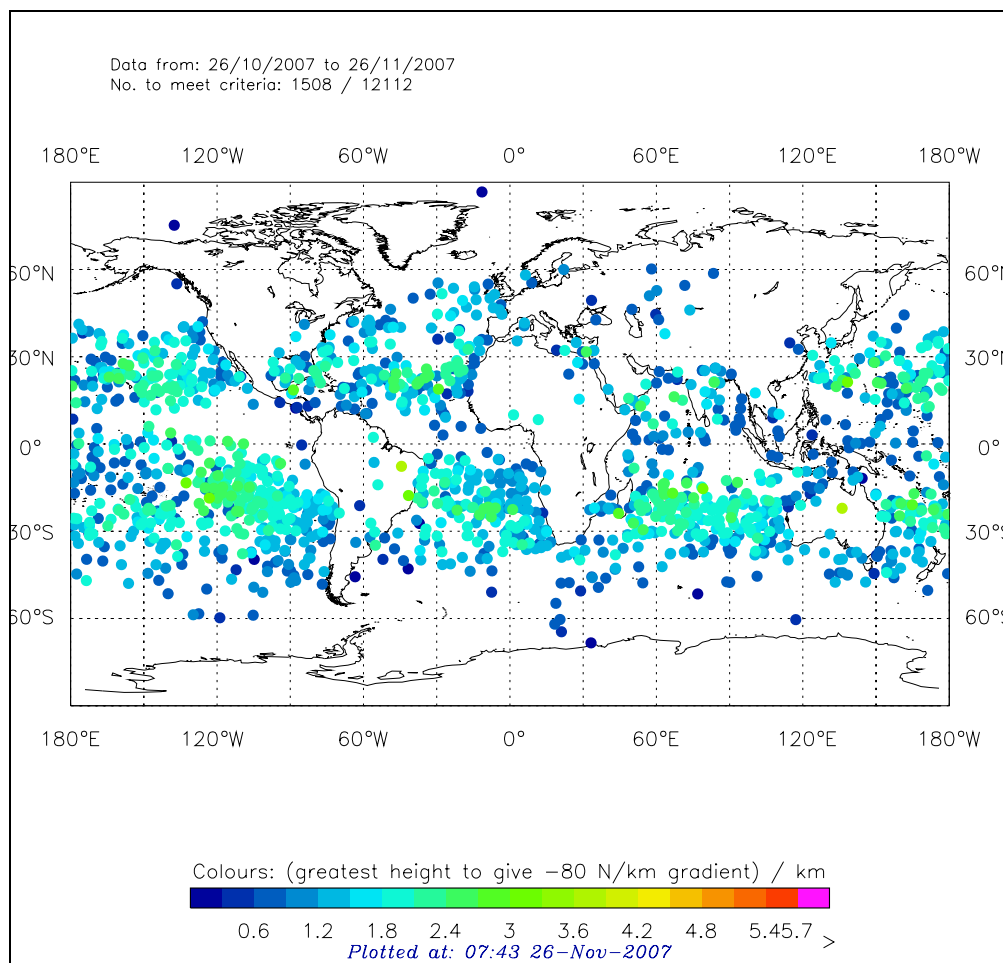 Data from: 26/10/2007 to 26/11/2007
No. to meet criteria: 1508 / 12112
180°E 120°W 60°W 0° 60°E 120°E 180°W
60°N 60°N
30°N 30°N
0° 0°
30°S 30°S
60°S 60°S
180°E 120°W 60°W 0° 60°E 120°E 180°W
Colours: (greatest height to give -80 N/km gradient) / km
0.6 1.2 1.8 2.4 3 3.6 4.2 4.8 5.45.7 >
Plotted at: 07:43 26-Nov-2007